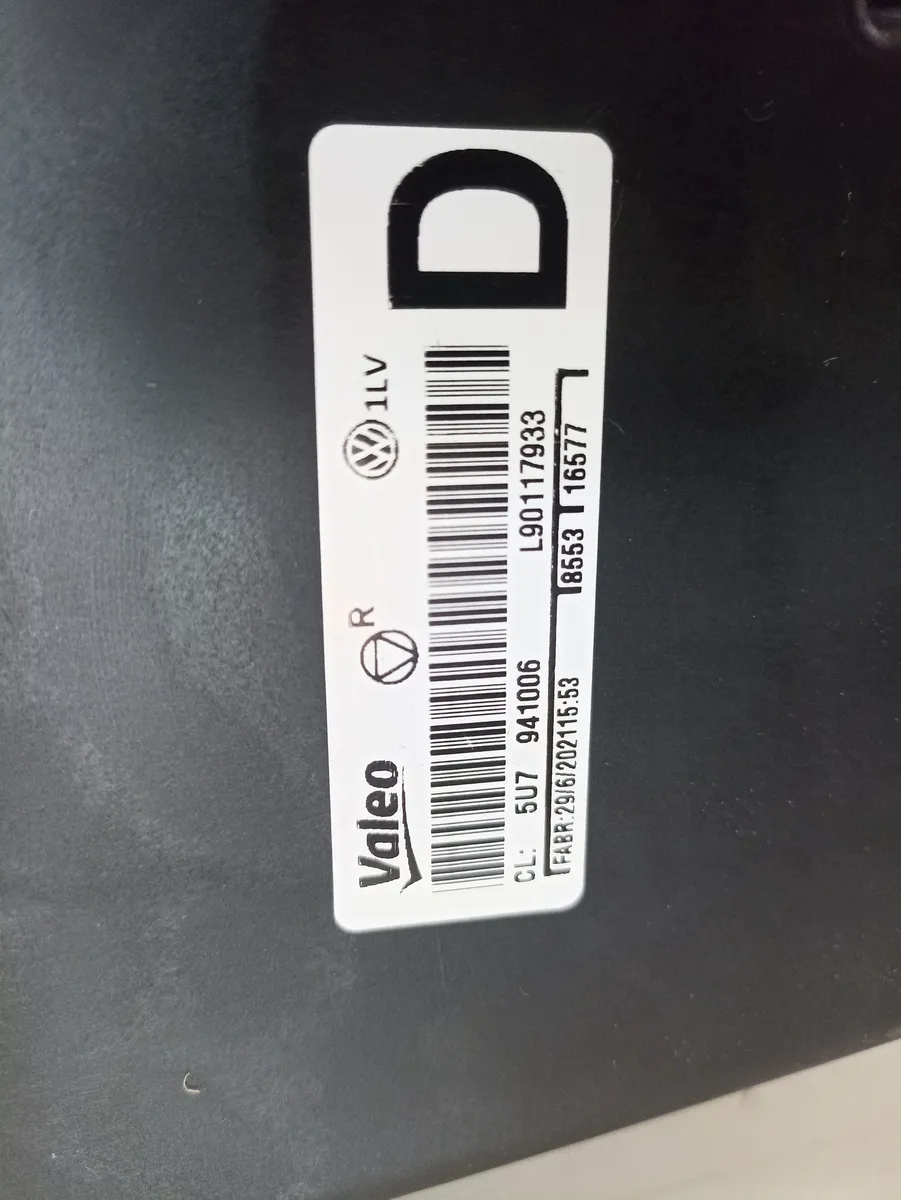 Valeo R 1LV D
CL: 5U7 941006 L90117933
FABR:29/6/202115:53 8553 16577